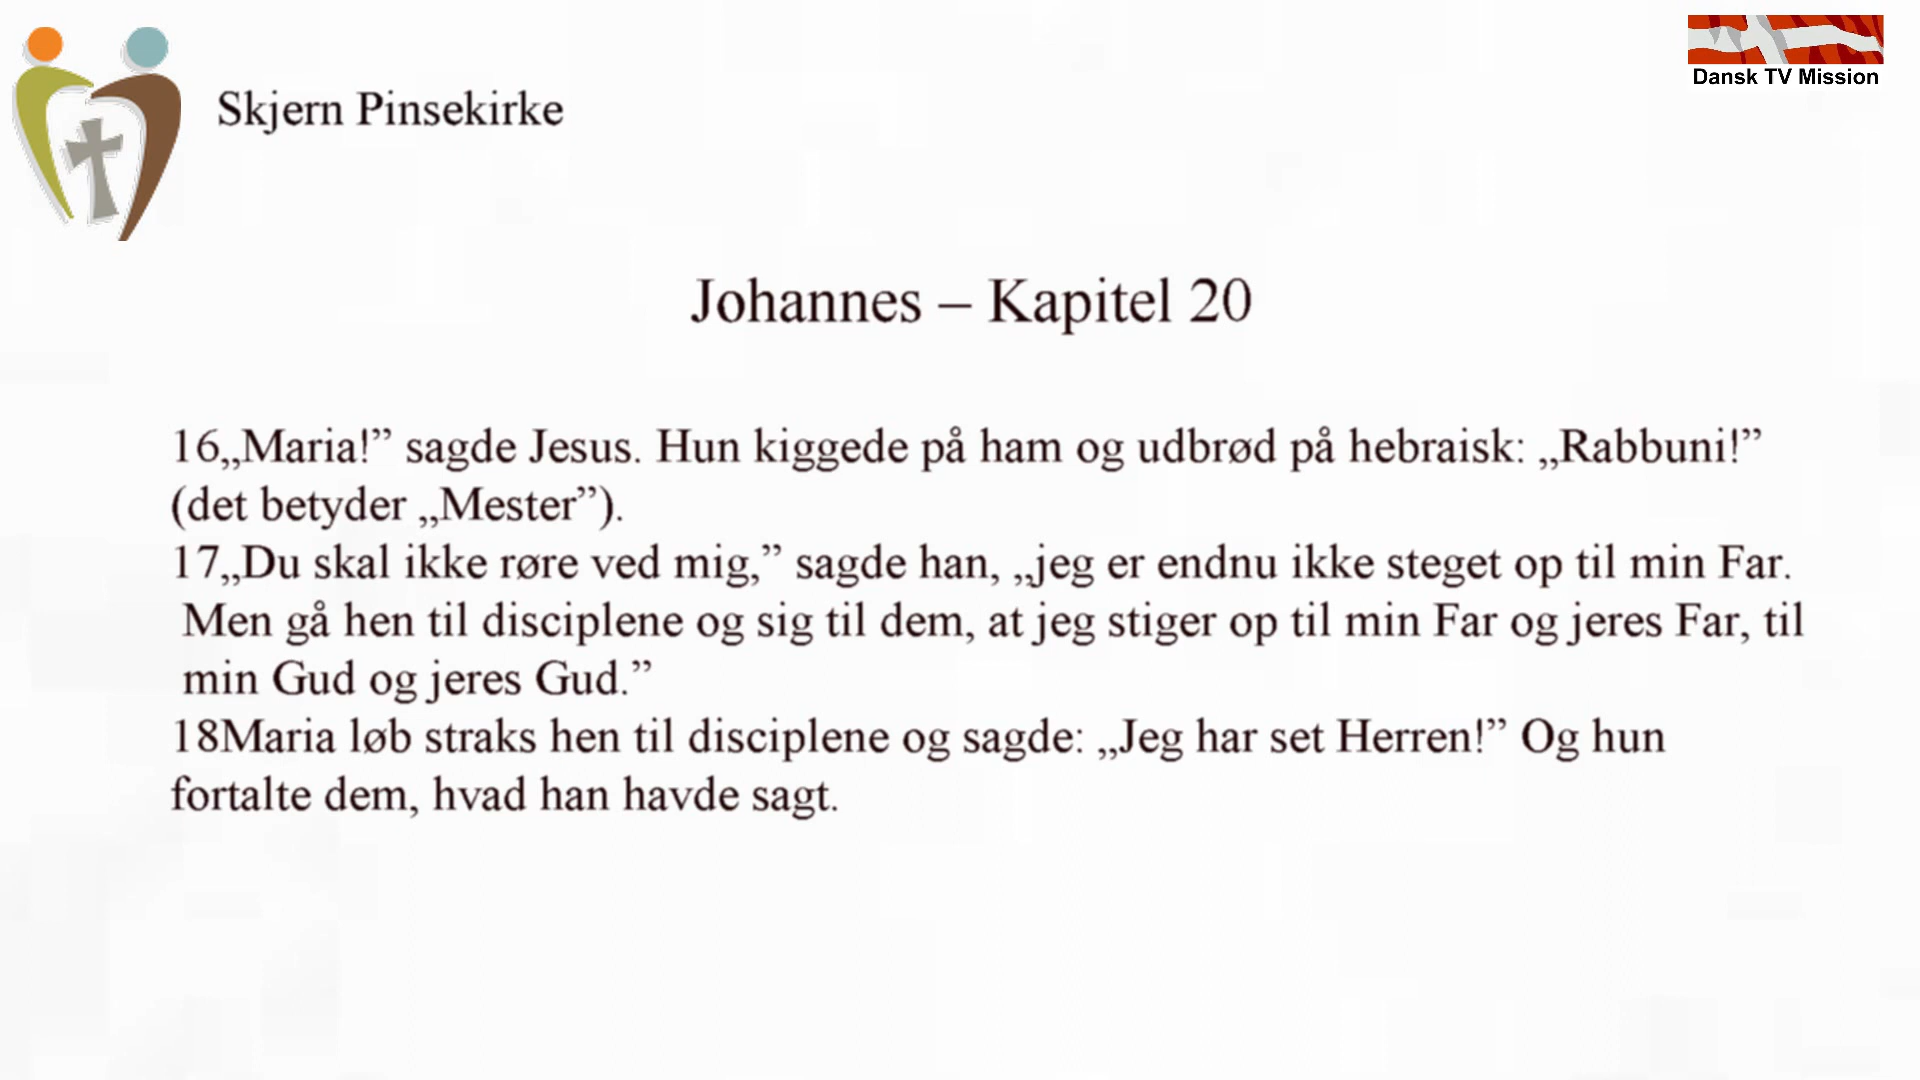 Skjern Pinsekirke
Dansk TV Mission
Johannes – Kapitel 20
16„Maria!” sagde Jesus. Hun kiggede på ham og udbrød på hebraisk: „Rabbuni!”
(det betyder „Mester”).
17„Du skal ikke røre ved mig,” sagde han, „jeg er endnu ikke steget op til min Far.
Men gå hen til disciplene og sig til dem, at jeg stiger op til min Far og jeres Far, til
min Gud og jeres Gud.”
18Maria løb straks hen til disciplene og sagde: „Jeg har set Herren!” Og hun
fortalte dem, hvad han havde sagt.